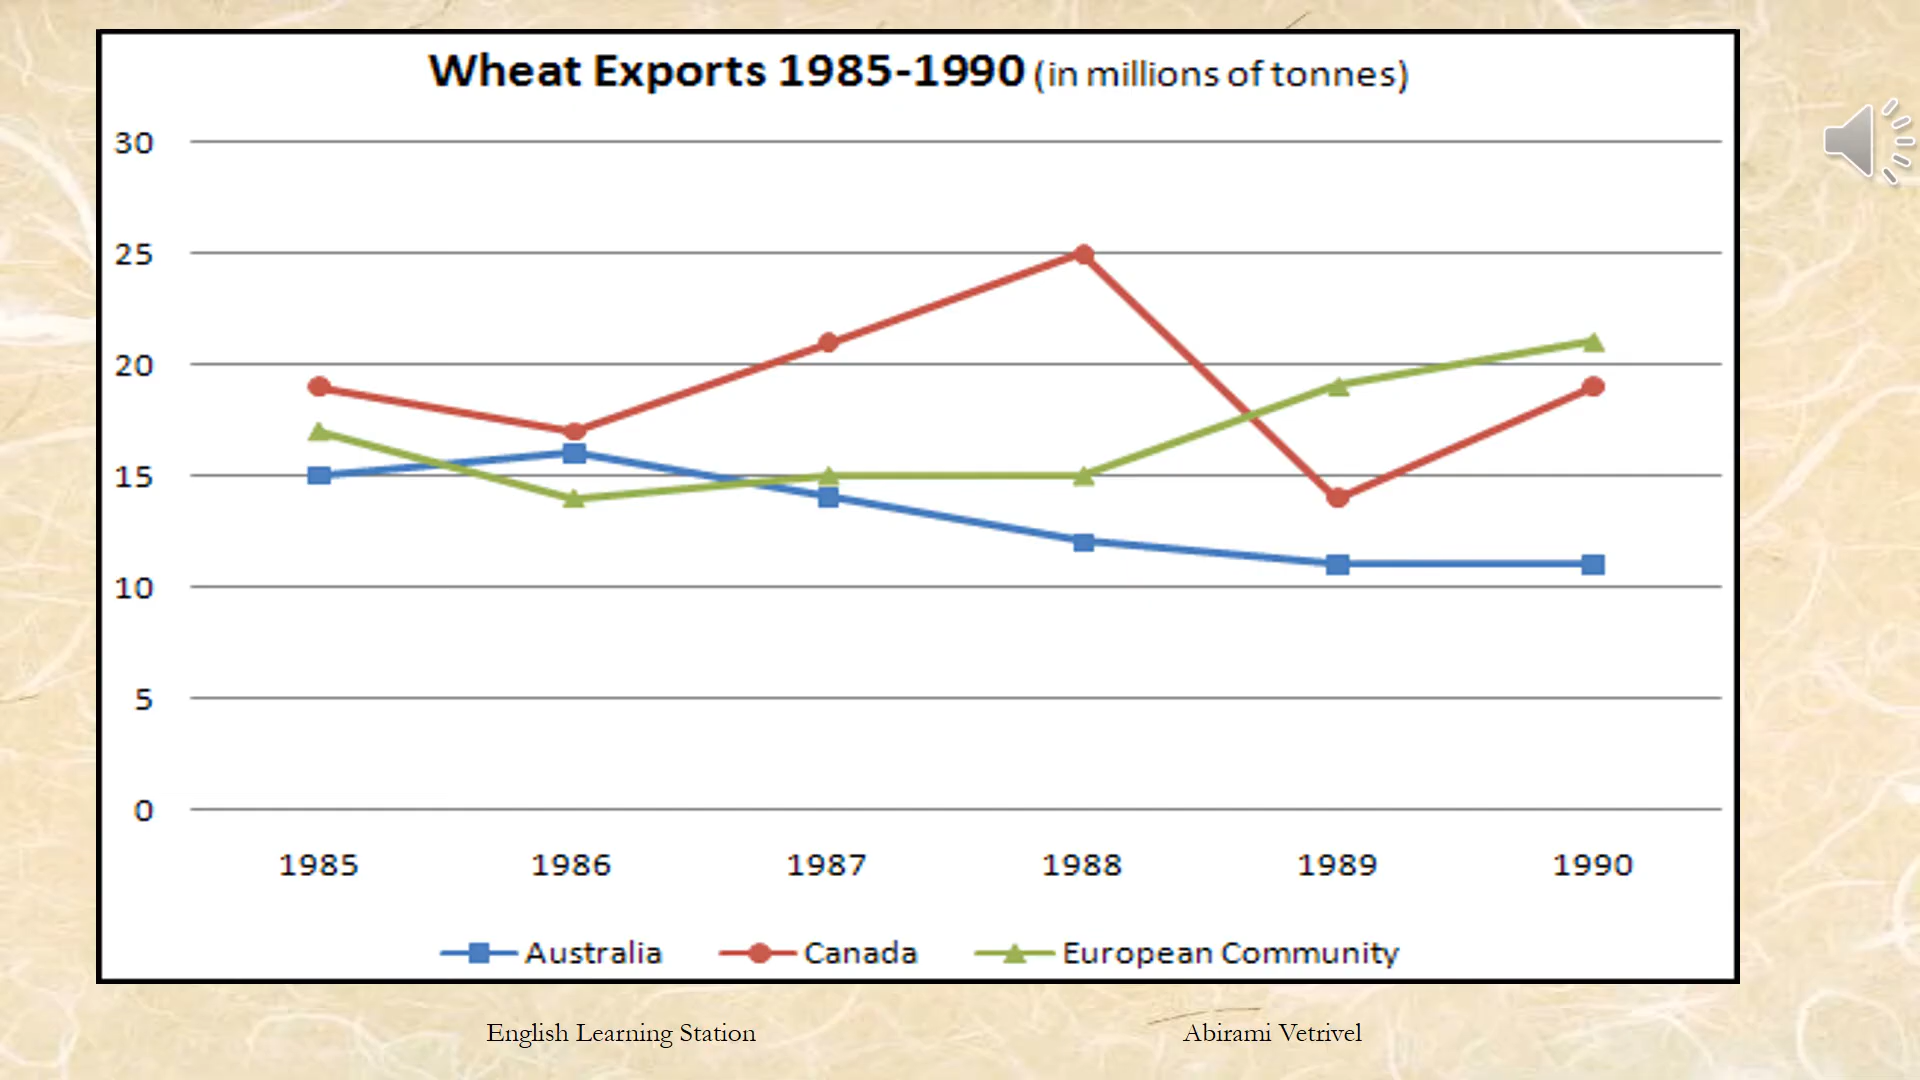 Wheat Exports 1985-1990 (in millions of tonnes)
30
25
20
15
10
5
0
1985 1986 1987 1988 1989 1990
Australia Canada European Community
English Learning Station Abirami Vetrivel